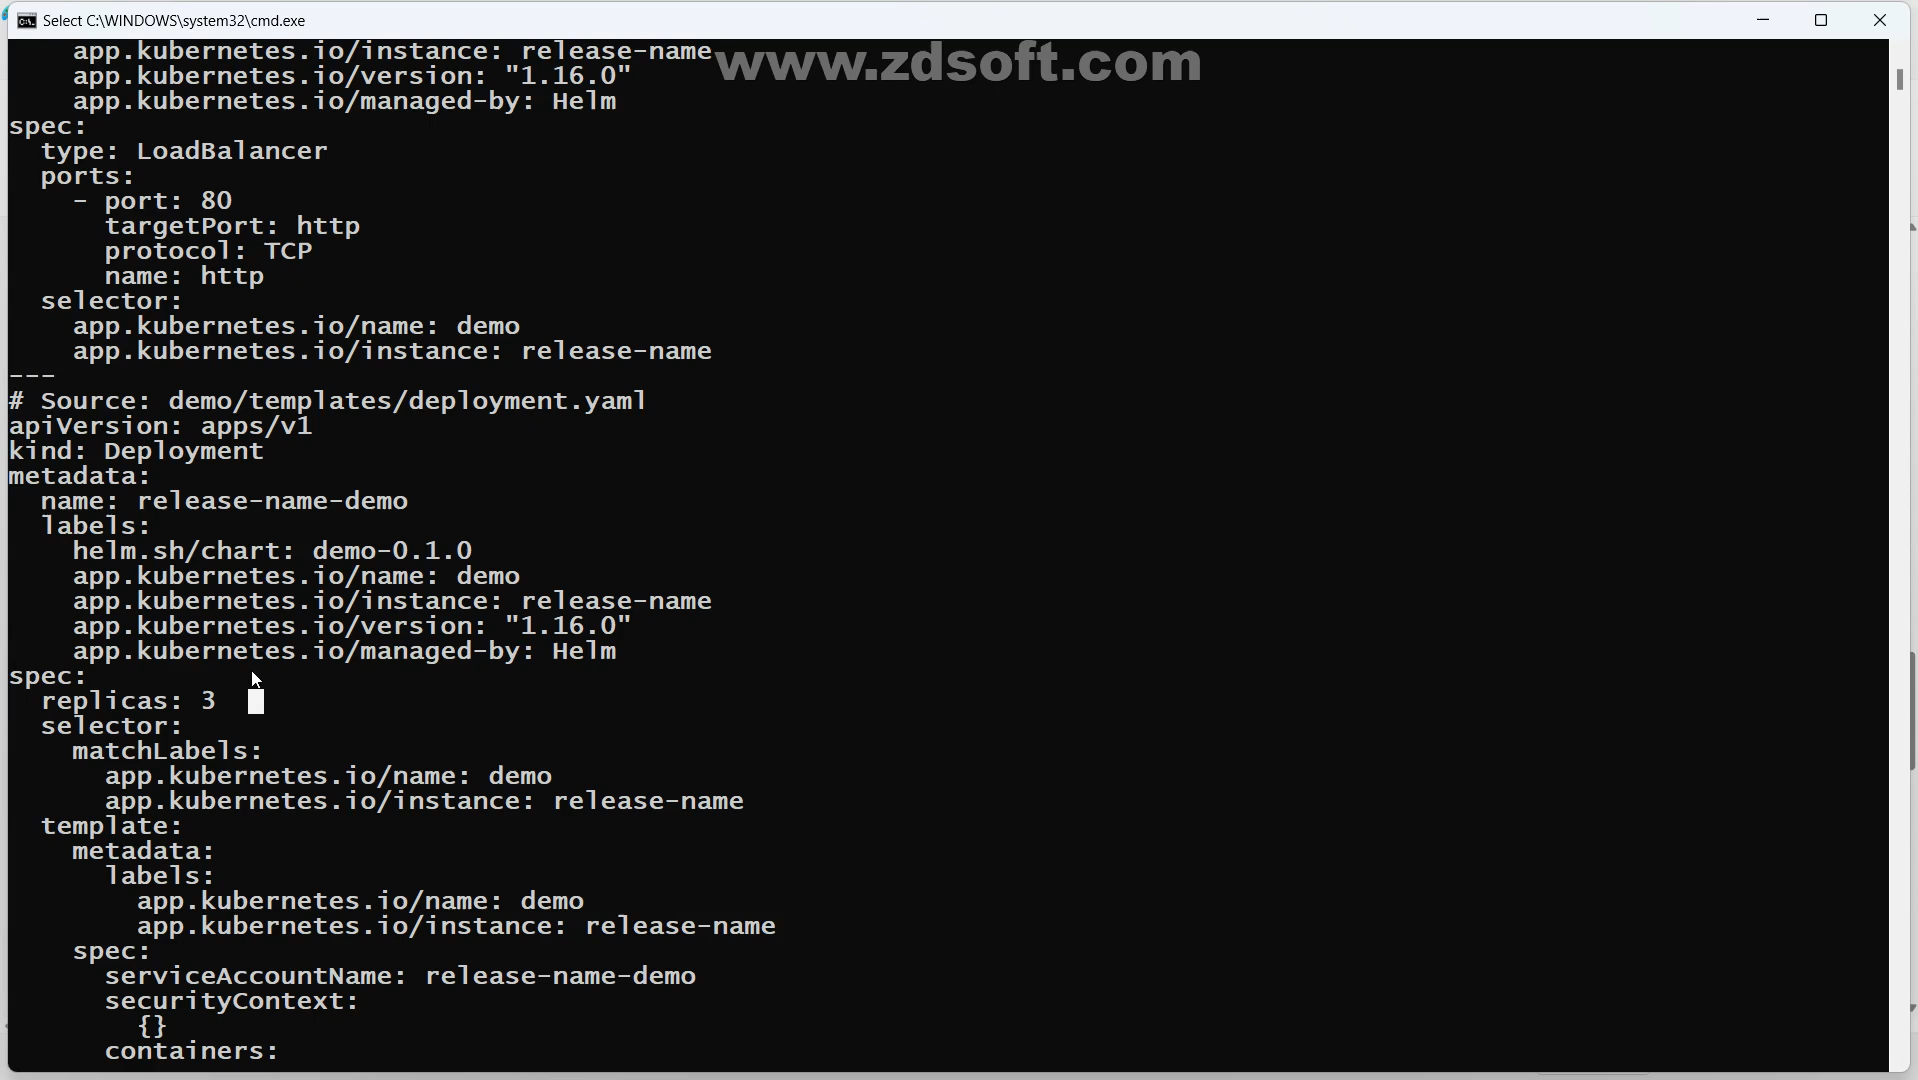 Select C:\WINDOWS\system32\cmd.exe
www.zdsoft.com
    app.kubernetes.io/instance: release-name
    app.kubernetes.io/version: "1.16.0"
    app.kubernetes.io/managed-by: Helm
spec:
  type: LoadBalancer
  ports:
    - port: 80
      targetPort: http
      protocol: TCP
      name: http
  selector:
    app.kubernetes.io/name: demo
    app.kubernetes.io/instance: release-name
---
# Source: demo/templates/deployment.yaml
apiVersion: apps/v1
kind: Deployment
metadata:
  name: release-name-demo
  labels:
    helm.sh/chart: demo-0.1.0
    app.kubernetes.io/name: demo
    app.kubernetes.io/instance: release-name
    app.kubernetes.io/version: "1.16.0"
    app.kubernetes.io/managed-by: Helm
spec:
  replicas: 3
  selector:
    matchLabels:
      app.kubernetes.io/name: demo
      app.kubernetes.io/instance: release-name
  template:
    metadata:
      labels:
        app.kubernetes.io/name: demo
        app.kubernetes.io/instance: release-name
    spec:
      serviceAccountName: release-name-demo
      securityContext:
        {}
      containers: